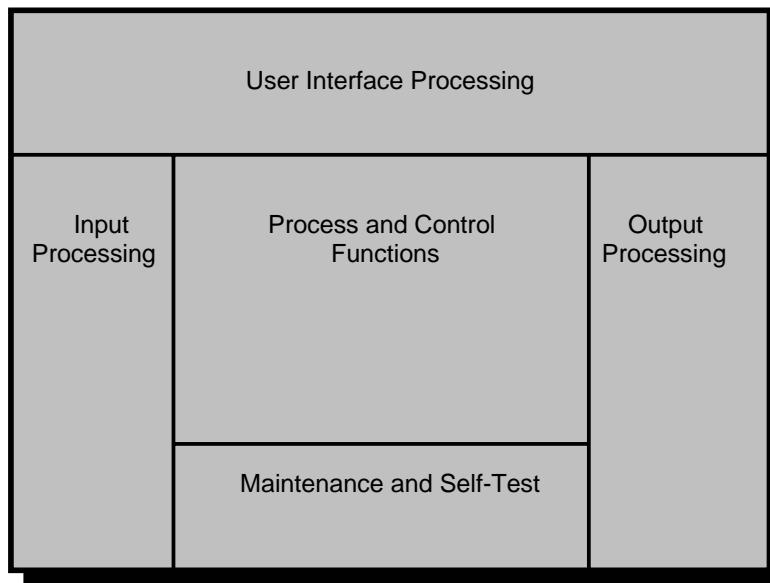 User Interface Processing
Input
Processing
Process and Control
Functions
Output
Processing
Maintenance and Self-Test